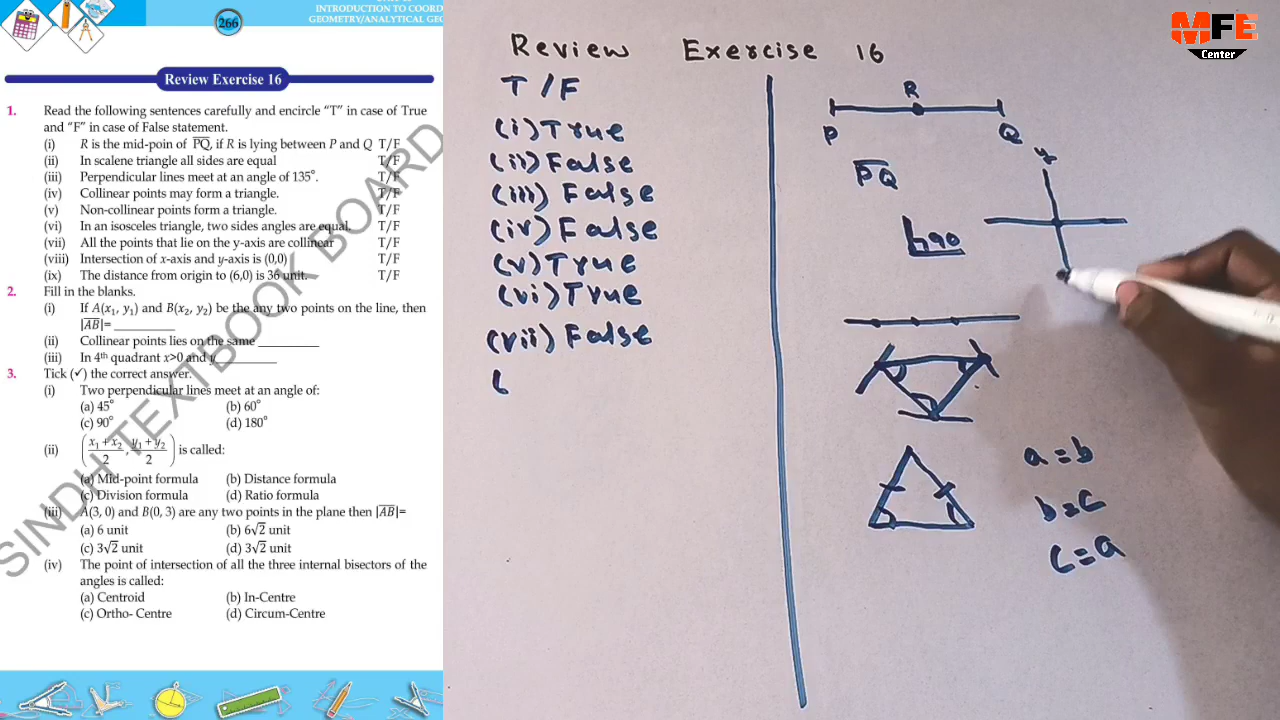 INTRODUCTION TO COORD
GEOMETRY/ANALYTICAL GEO
266
Review Exercise 16
1. Read the following sentences carefully and encircle “T” in case of True
and “F” in case of False statement.
(i) R is the mid-poin of PQ, if R is lying between P and Q T/F
(ii) In scalene triangle all sides are equal T/F
(iii) Perpendicular lines meet at an angle of 135°. T/F
(iv) Collinear points may form a triangle. T/F
(v) Non-collinear points form a triangle. T/F
(vi) In an isosceles triangle, two sides angles are equal. T/F
(vii) All the points that lie on the y-axis are collinear T/F
(viii) Intersection of x-axis and y-axis is (0,0) T/F
(ix) The distance from origin to (6,0) is 36 unit. T/F
2. Fill in the blanks.
(i) If A(x₁, y₁) and B(x₂, y₂) be the any two points on the line, then
|AB|= ________
(ii) Collinear points lies on the same ________
(iii) In 4th quadrant x>0 and y ________
3. Tick (✓) the correct answer.
(i) Two perpendicular lines meet at an angle of:
(a) 45° (b) 60°
(c) 90° (d) 180°
(ii) (x₁ + x₂ / 2, y₁ + y₂ / 2) is called:
(a) Mid-point formula (b) Distance formula
(c) Division formula (d) Ratio formula
(iii) A(3, 0) and B(0, 3) are any two points in the plane then |AB|=
(a) 6 unit (b) 6√2 unit
(c) 3√2 unit (d) 3√2 unit
(iv) The point of intersection of all the three internal bisectors of the
angles is called:
(a) Centroid (b) In-Centre
(c) Ortho- Centre (d) Circum-Centre
SINDH TEXTBOOK BOARD
Review Exercise 16
T/F
(i) True
(ii) False
(iii) False
(iv) False
(v) True
(vi) True
(vii) False
(
R
P Q
PQ
y
90
a = b
b = c
c = a
MFE
Center